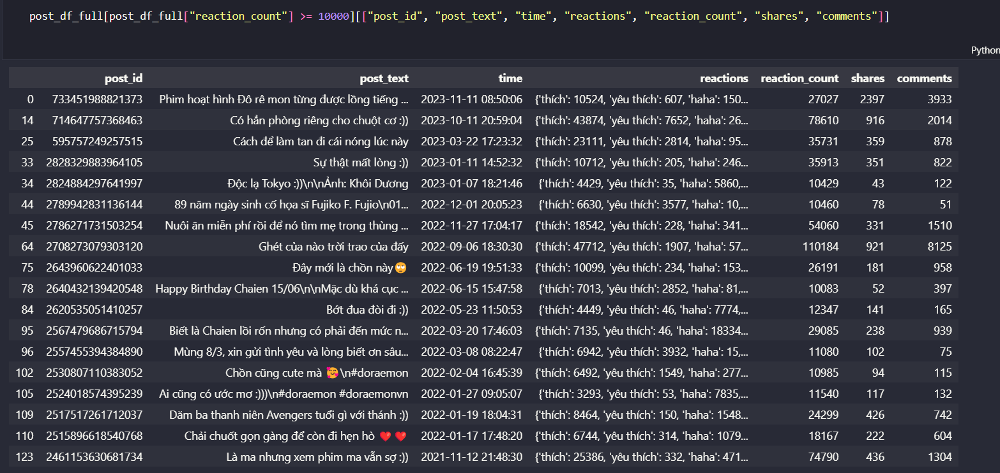 post_df_full[post_df_full["reaction_count"] >= 10000][["post_id", "post_text", "time", "reactions", "reaction_count", "shares", "comments"]]
Python
post_id post_text time reactions reaction_count shares comments
0 733451988821373 Phim hoạt hình Đô rê mon từng được lồng tiếng ... 2023-11-11 08:50:06 {'thích': 10524, 'yêu thích': 607, 'haha': 150... 27027 2397 3933
14 714647757368463 Có hẳn phòng riêng cho chuột cơ :)) 2023-10-11 20:59:04 {'thích': 43874, 'yêu thích': 7652, 'haha': 26... 78610 916 2014
25 595757249257515 Cách để làm tan đi cái nóng lúc này 2023-03-22 17:23:32 {'thích': 23111, 'yêu thích': 2814, 'haha': 95... 35731 359 878
33 2828329883964105 Sự thật mất lòng :)) 2023-01-11 14:52:32 {'thích': 10712, 'yêu thích': 205, 'haha': 246... 35913 351 822
34 2824884297641997 Độc lạ Tokyo :))\n\nẢnh: Khôi Dương 2023-01-07 18:21:46 {'thích': 4429, 'yêu thích': 35, 'haha': 5860,... 10429 43 122
44 2789942831136144 89 năm ngày sinh cố họa sĩ Fujiko F. Fujio\n01... 2022-12-01 20:05:23 {'thích': 6630, 'yêu thích': 3577, 'haha': 10,... 10460 78 51
45 2786271731503254 Nuôi ăn miễn phí rồi để nó tìm mẹ trong thùng ... 2022-11-27 17:04:17 {'thích': 18542, 'yêu thích': 228, 'haha': 341... 54060 331 1510
64 2708273079303120 Ghét của nào trời trao của đấy 2022-09-06 18:30:30 {'thích': 47712, 'yêu thích': 1907, 'haha': 57... 110184 921 8125
75 2643960622401033 Đây mới là chồn này🙄 2022-06-19 19:51:33 {'thích': 10099, 'yêu thích': 234, 'haha': 153... 26191 181 958
78 2640432139420548 Happy Birthday Chaien 15/06\n\nMặc dù khá cục ... 2022-06-15 15:47:58 {'thích': 7013, 'yêu thích': 2852, 'haha': 81,... 10083 52 397
84 2620535051410257 Bớt đua đòi đi :)) 2022-05-23 11:50:53 {'thích': 4449, 'yêu thích': 46, 'haha': 7774,... 12347 141 165
95 2567479686715794 Biết là Chaien lồi rốn nhưng có phải đến mức n... 2022-03-20 17:46:03 {'thích': 7135, 'yêu thích': 46, 'haha': 18334... 29085 238 939
96 2557455394384890 Mùng 8/3, xin gửi tình yêu và lòng biết ơn sâu... 2022-03-08 08:22:47 {'thích': 6942, 'yêu thích': 3932, 'haha': 15,... 11080 102 75
102 2530807110383052 Chồn cũng cute mà 🥰\n#doraemon 2022-02-04 16:45:39 {'thích': 6492, 'yêu thích': 1549, 'haha': 277... 10985 94 115
105 2524018574395239 Ai cũng có ước mơ :)))\n#doraemon #doraemonvn 2022-01-27 09:05:07 {'thích': 3293, 'yêu thích': 53, 'haha': 7835,... 11540 117 132
109 2517517261712037 Dăm ba thanh niên Avengers tuổi gì với thánh :)) 2022-01-19 18:04:31 {'thích': 8464, 'yêu thích': 150, 'haha': 1548... 24299 426 742
110 2515896618540768 Chải chuốt gọn gàng để còn đi hẹn hò ❤️ ❤️ 2022-01-17 17:48:20 {'thích': 6744, 'yêu thích': 314, 'haha': 1079... 18167 222 604
123 2461153630681734 Là ma nhưng xem phim ma vẫn sợ :)) 2021-11-12 21:48:30 {'thích': 25386, 'yêu thích': 332, 'haha': 471... 74790 436 1304